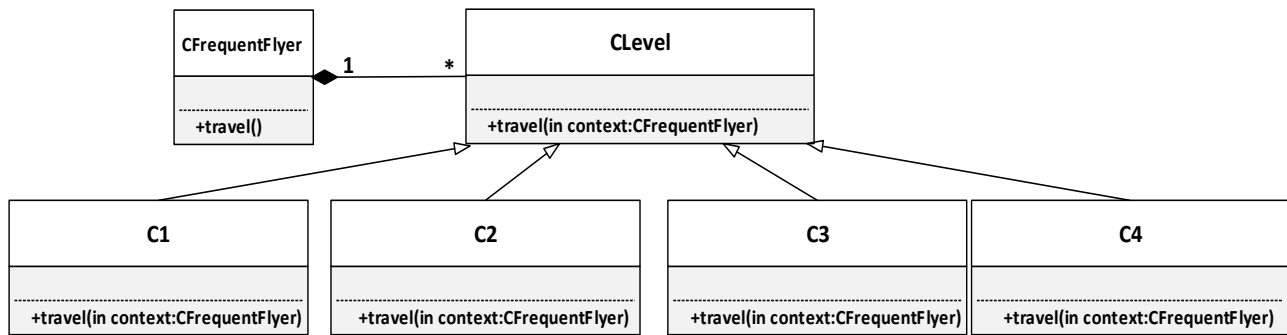 CFrequentFlyer
CLevel
1
*
+travel()
+travel(in context:CFrequentFlyer)
C1
C2
C3
C4
+travel(in context:CFrequentFlyer)
+travel(in context:CFrequentFlyer)
+travel(in context:CFrequentFlyer)
+travel(in context:CFrequentFlyer)